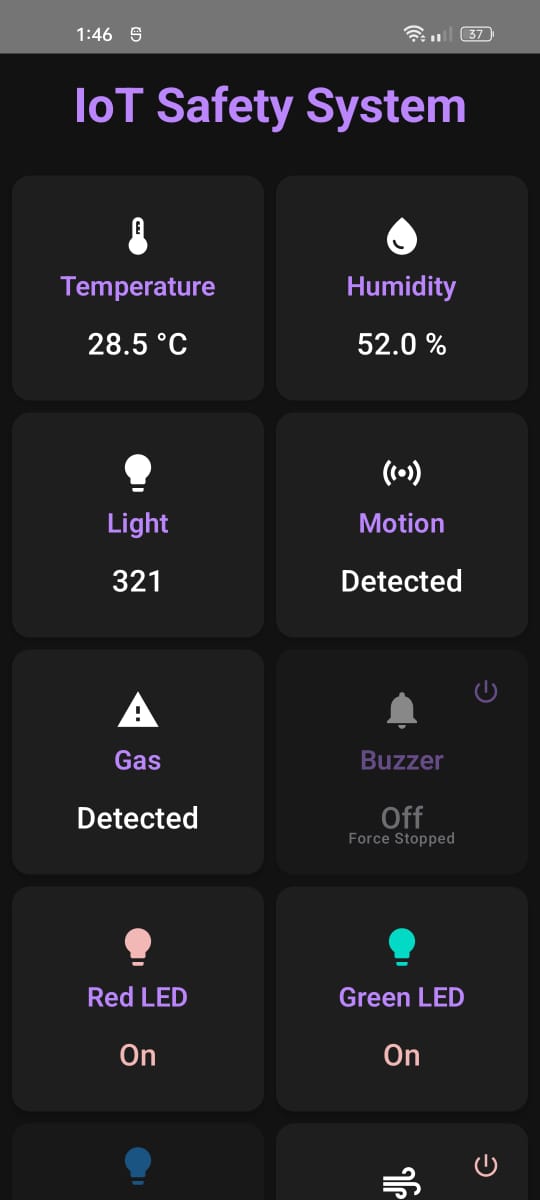 1:46
37
IoT Safety System
Temperature
Humidity
28.5 °C
52.0 %
Light
Motion
321
Detected
Gas
Buzzer
Detected
Off
Force Stopped
Red LED
Green LED
On
On